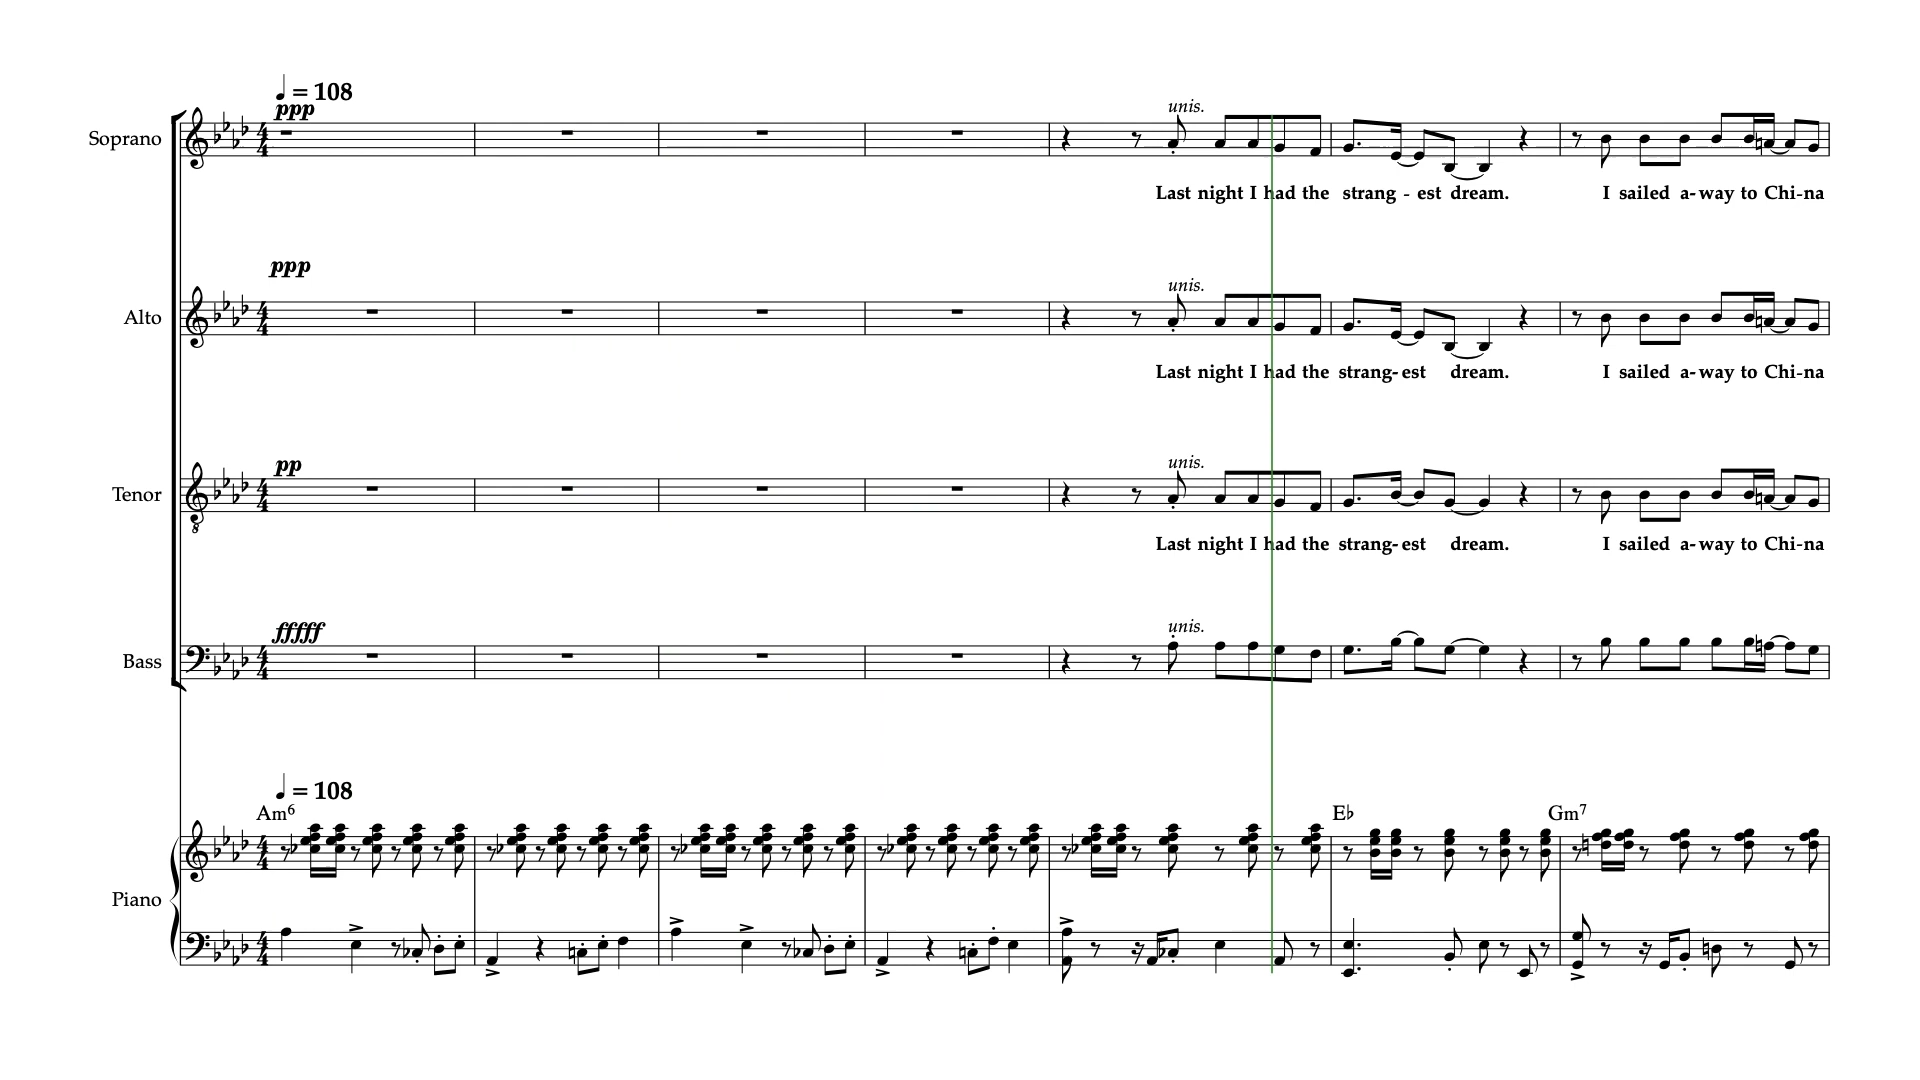 ♩ = 108
ppp
unis.
Soprano
Last night I had the strang - est dream. I sailed a-way to Chi-na
ppp
unis.
Alto
Last night I had the strang-est dream. I sailed a-way to Chi-na
pp
unis.
Tenor
Last night I had the strang-est dream. I sailed a-way to Chi-na
fffff
unis.
Bass
♩ = 108
Am6 E♭ Gm7
Piano